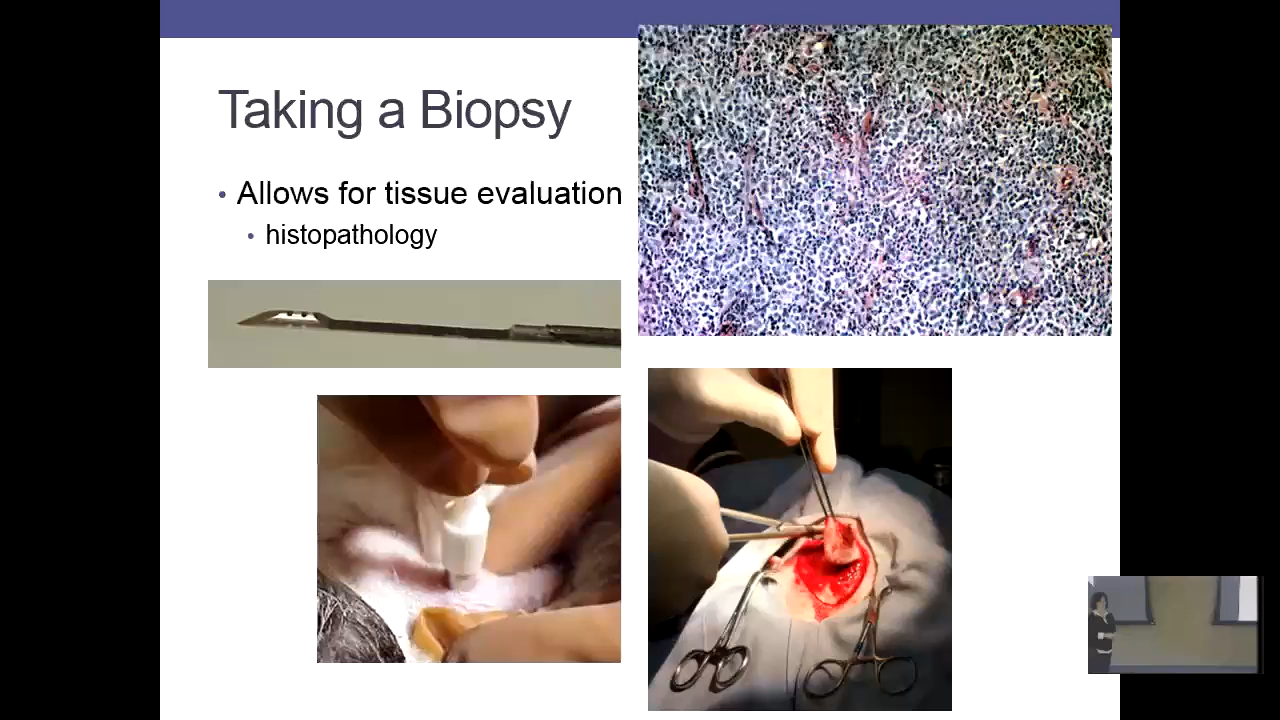 Taking a Biopsy
• Allows for tissue evaluation
• histopathology